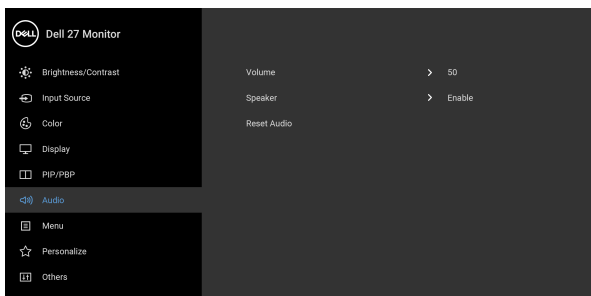 DELL Dell 27 Monitor
Brightness/Contrast
Volume 50
Input Source
Speaker Enable
Color
Reset Audio
Display
PIP/PBP
Audio
Menu
Personalize
Others